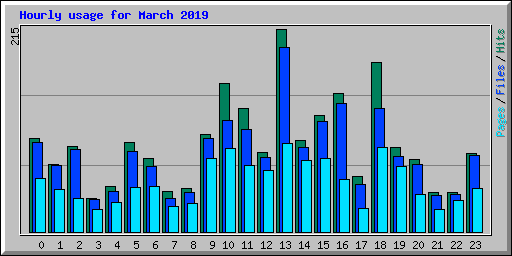 Hourly usage for March 2019
215
Pages/Files/Hits
0 1 2 3 4 5 6 7 8 9 10 11 12 13 14 15 16 17 18 19 20 21 22 23